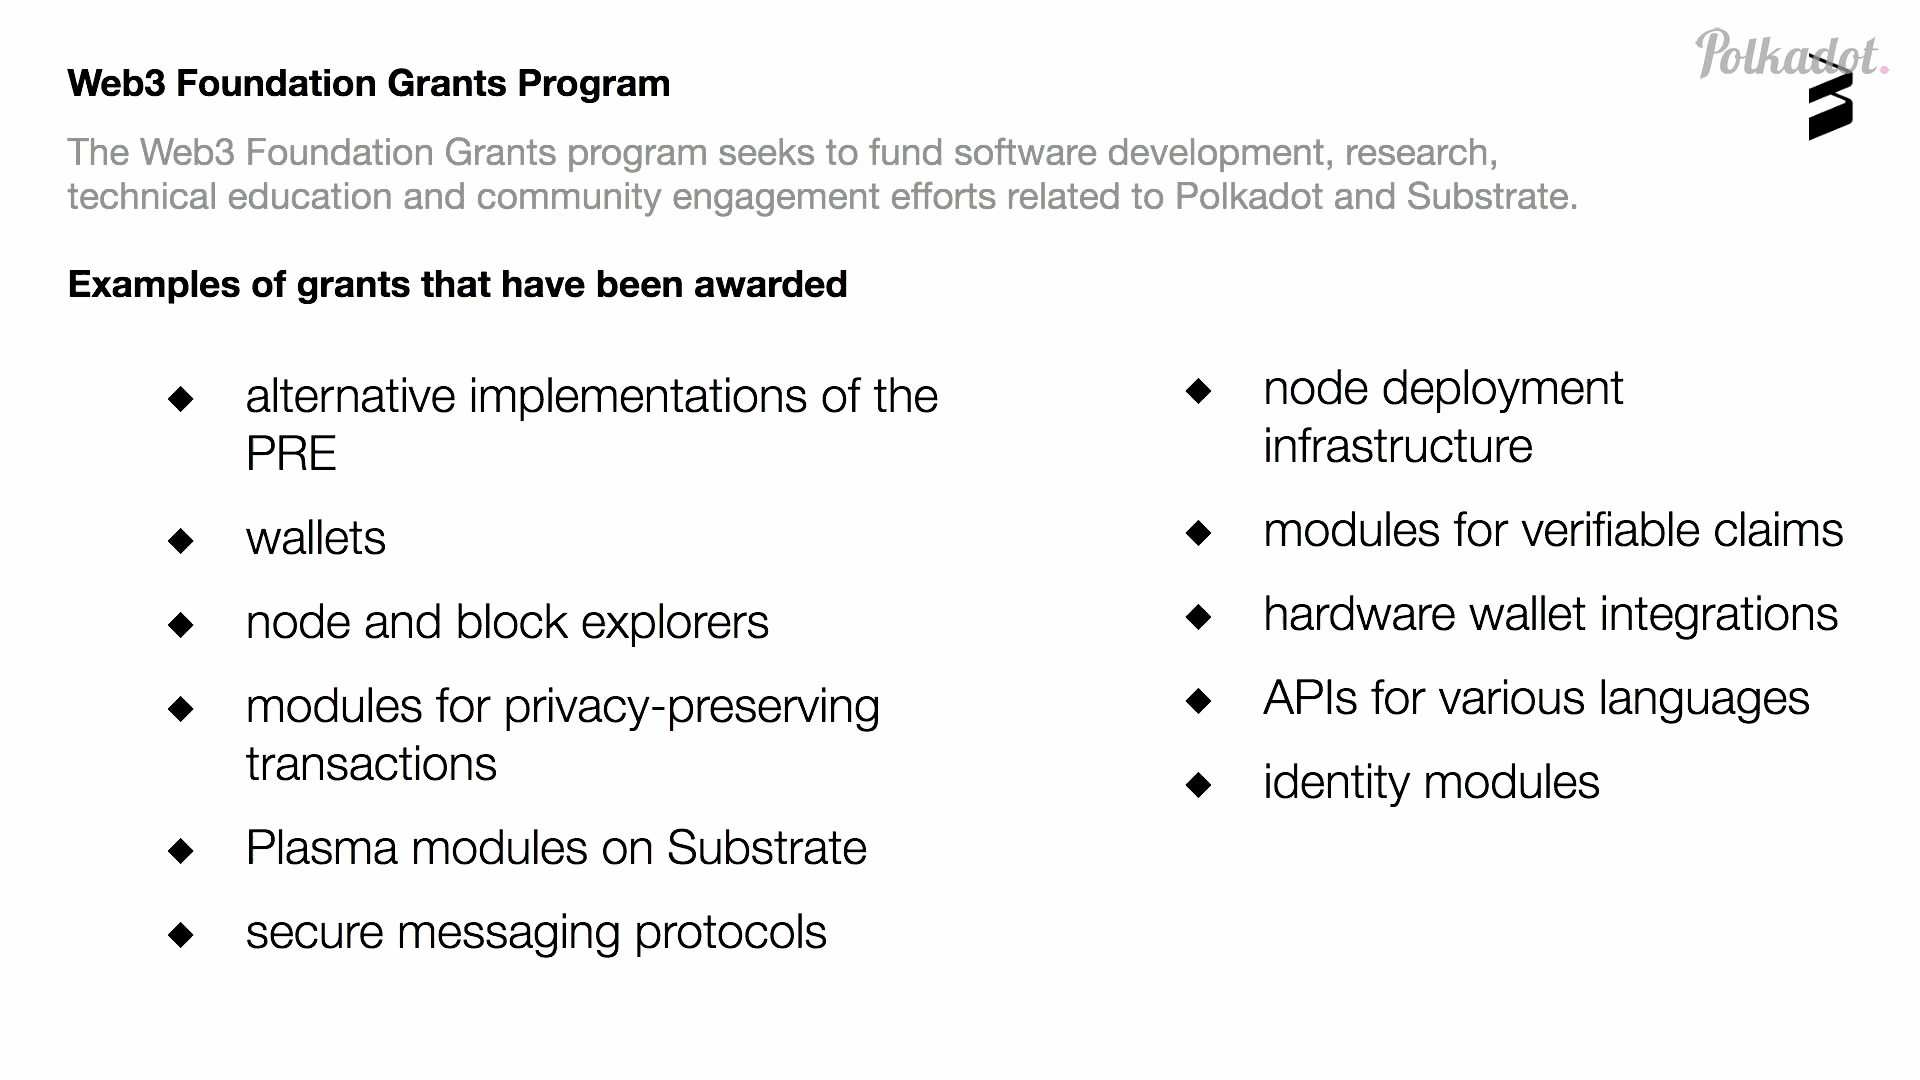 Polkadot.
Web3 Foundation Grants Program
The Web3 Foundation Grants program seeks to fund software development, research,
technical education and community engagement efforts related to Polkadot and Substrate.
Examples of grants that have been awarded
◆ alternative implementations of the
PRE
◆ wallets
◆ node and block explorers
◆ modules for privacy-preserving
transactions
◆ Plasma modules on Substrate
◆ secure messaging protocols
◆ node deployment
infrastructure
◆ modules for verifiable claims
◆ hardware wallet integrations
◆ APIs for various languages
◆ identity modules